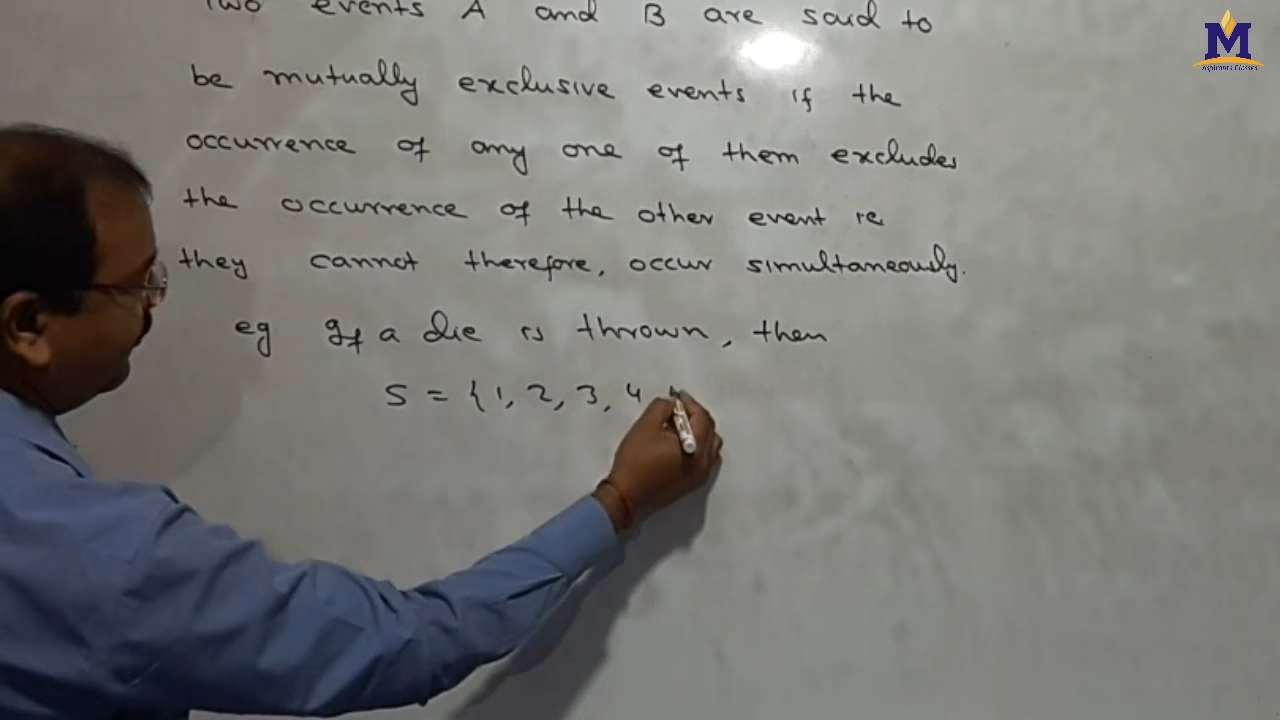 Two events A and B are said to
be mutually exclusive events if the
occurrence of any one of them excludes
the occurrence of the other event ie
they cannot therefore, occur simultaneously.
eg If a die is thrown, then
S = {1, 2, 3, 4
M
Aspirants Classes